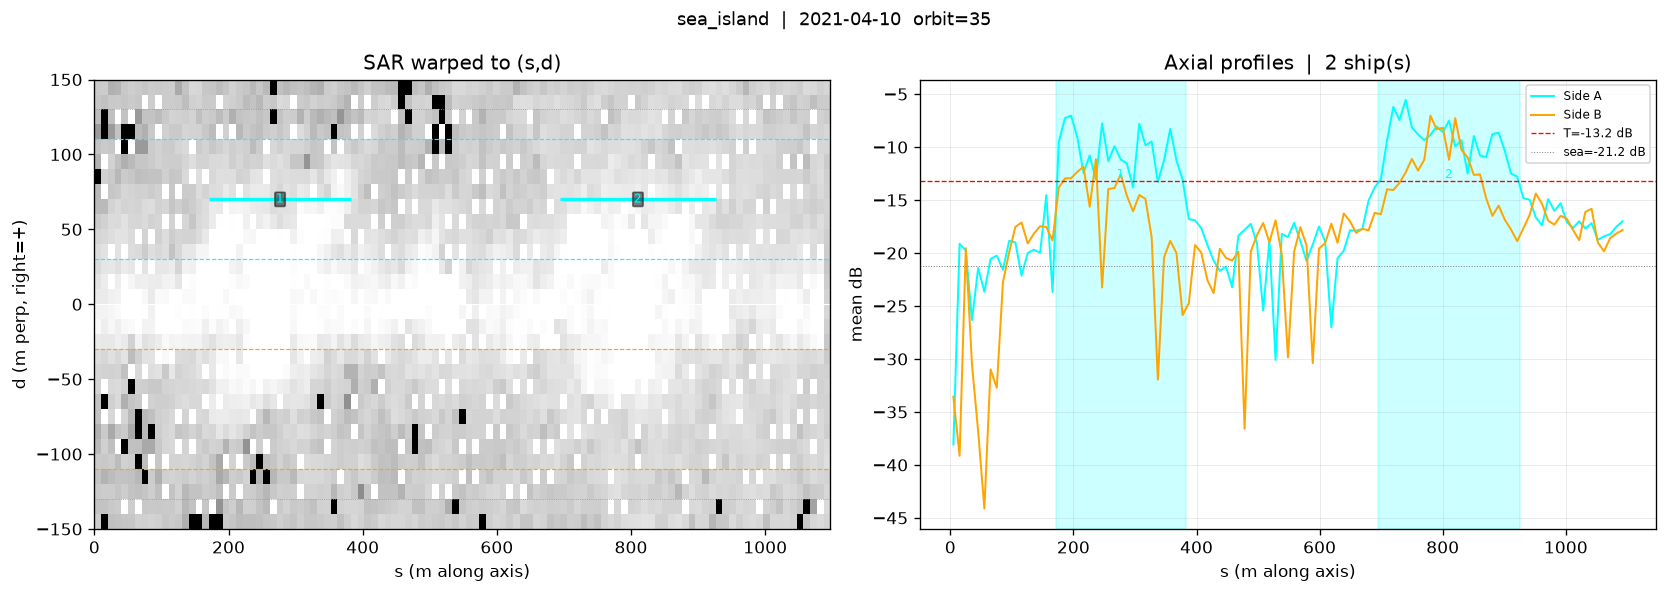 sea_island | 2021-04-10 orbit=35
SAR warped to (s,d)
d (m perp, right=+)
150
100
50
0
−50
−100
−150
1
2
0
200
400
600
800
1000
s (m along axis)
Axial profiles | 2 ship(s)
mean dB
−5
−10
−15
−20
−25
−30
−35
−40
−45
1
2
Side A
Side B
T=-13.2 dB
sea=-21.2 dB
0
200
400
600
800
1000
s (m along axis)